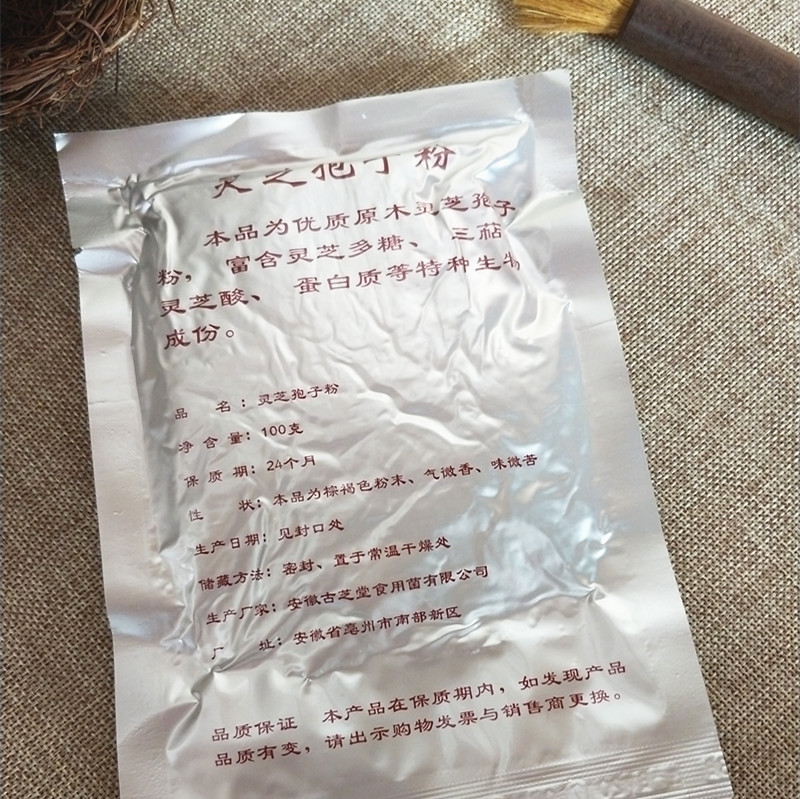 灵芝孢子粉
本品为优质原木灵芝孢子
粉， 富含灵芝多糖、 三萜
灵芝酸、 蛋白质等特种生物
成份。
品 名：灵芝孢子粉
净含量：100克
保质期：24个月
性 状：本品为棕褐色粉末、气微香、味微苦
生产日期：见封口处
储藏方法：密封、置于常温干燥处
生产厂家：安徽古芝堂食用菌有限公司
厂 址：安徽省亳州市南部新区
品质保证 本产品在保质期内，如发现产品
品质有变，请出示购物发票与销售商更换。